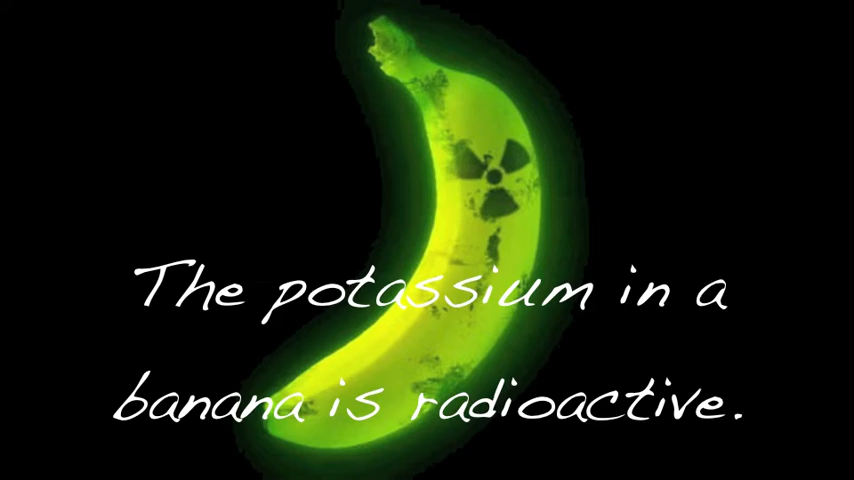 The potassium in a
banana is radioactive.